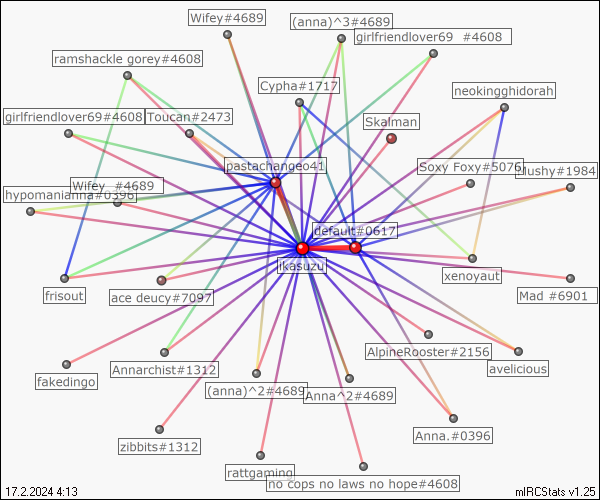 Wifey#4689
(anna)^3#4689
girlfriendlover69 #4608
ramshackle gorey#4608
Cypha#1717
neokingghidorah
girlfriendlover69#4608
Toucan#2473
Skalman
pastachangeo41
Soxy Foxy#5076
#1984
hypomanianna#0396
Wifey_ #4689
default#0617
ikasuzu
frisout
ace deucy#7097
xenoyaut
Mad #6901
Annarchist#1312
AlpineRooster#2156
avelicious
fakedingo
(anna)^2#4689
Anna^2#4689
zibbits#1312
Anna.#0396
rattgaming
no cops no laws no hope#4608
17.2.2024 4:13
mIRCStats v1.25